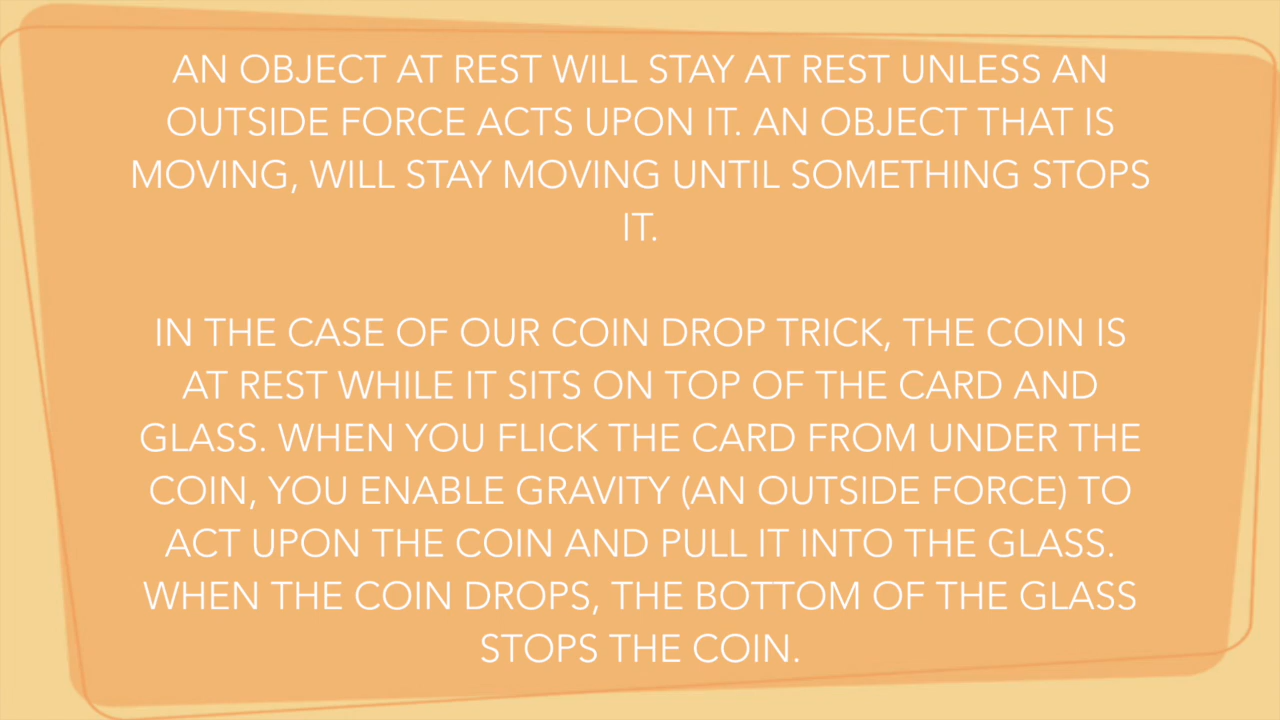 AN OBJECT AT REST WILL STAY AT REST UNLESS AN
OUTSIDE FORCE ACTS UPON IT. AN OBJECT THAT IS
MOVING, WILL STAY MOVING UNTIL SOMETHING STOPS
IT.
IN THE CASE OF OUR COIN DROP TRICK, THE COIN IS
AT REST WHILE IT SITS ON TOP OF THE CARD AND
GLASS. WHEN YOU FLICK THE CARD FROM UNDER THE
COIN, YOU ENABLE GRAVITY (AN OUTSIDE FORCE) TO
ACT UPON THE COIN AND PULL IT INTO THE GLASS.
WHEN THE COIN DROPS, THE BOTTOM OF THE GLASS
STOPS THE COIN.